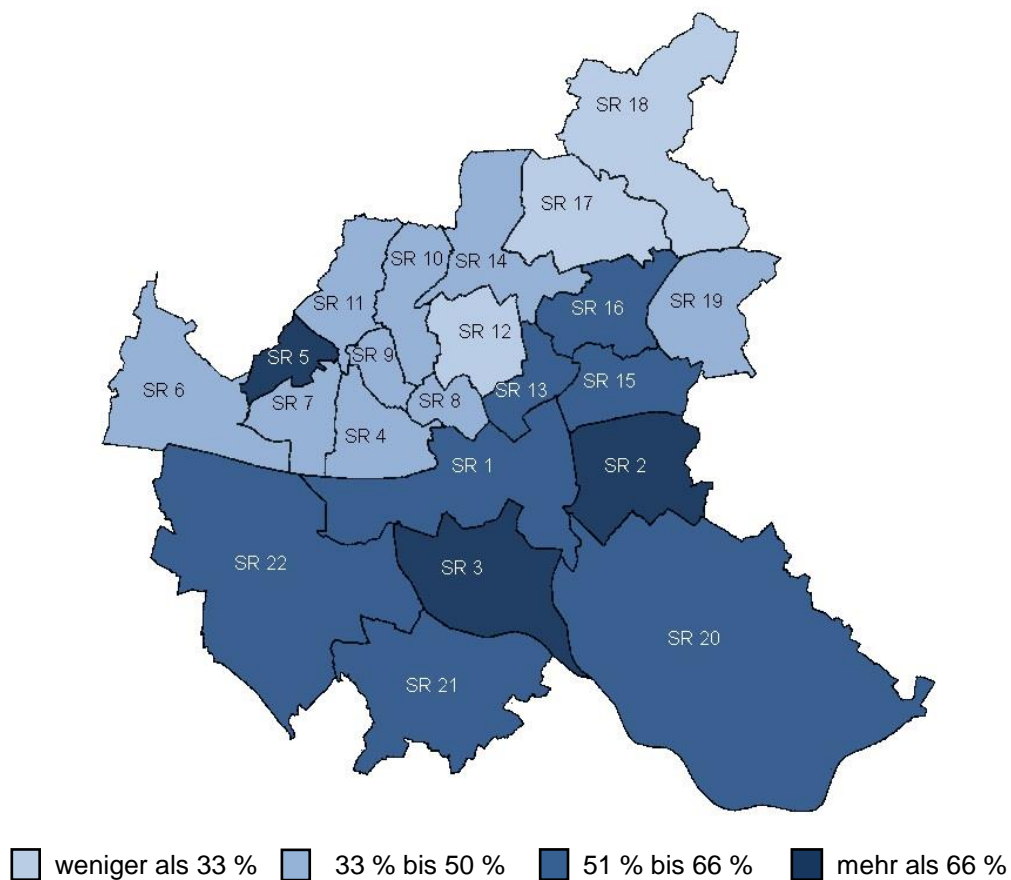 SR 18
SR 17
SR 10
SR 14
SR 11
SR 19
SR 16
SR 12
SR 5
SR 9
SR 6
SR 15
SR 13
SR 7
SR 8
SR 4
SR 1
SR 2
SR 22
SR 3
SR 20
SR 21
weniger als 33 % 33 % bis 50 % 51 % bis 66 % mehr als 66 %